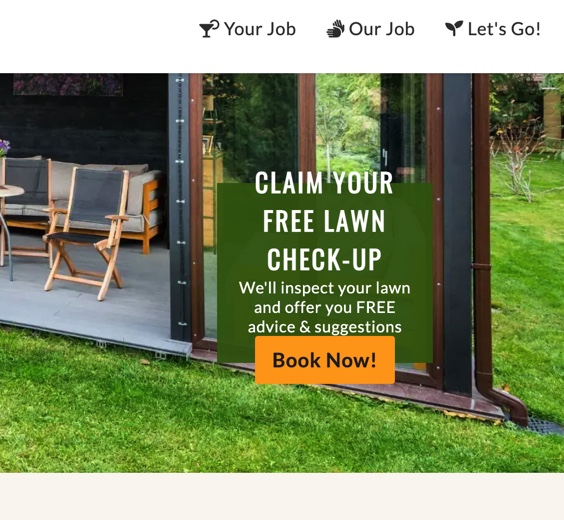 Your Job Our Job Let's Go!
CLAIM YOUR
FREE LAWN
CHECK-UP
We'll inspect your lawn
and offer you FREE
advice & suggestions
Book Now!